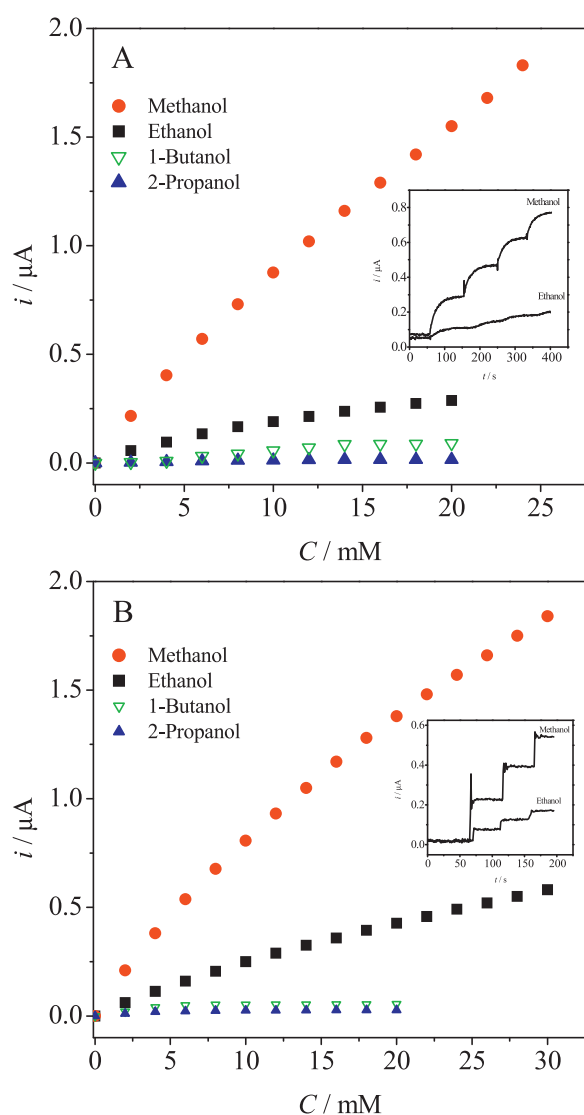 A
Methanol
Ethanol
1-Butanol
2-Propanol
2.0
1.5
1.0
0.5
0.0
i / μA
0 5 10 15 20 25
C / mM
Methanol
Ethanol
0.8
0.6
0.4
0.2
0.0
i / μA
0 100 200 300 400
t / s
B
Methanol
Ethanol
1-Butanol
2-Propanol
2.0
1.5
1.0
0.5
0.0
i / μA
0 5 10 15 20 25 30
C / mM
Methanol
Ethanol
0.6
0.4
0.2
0.0
i / μA
0 50 100 150 200
t / s